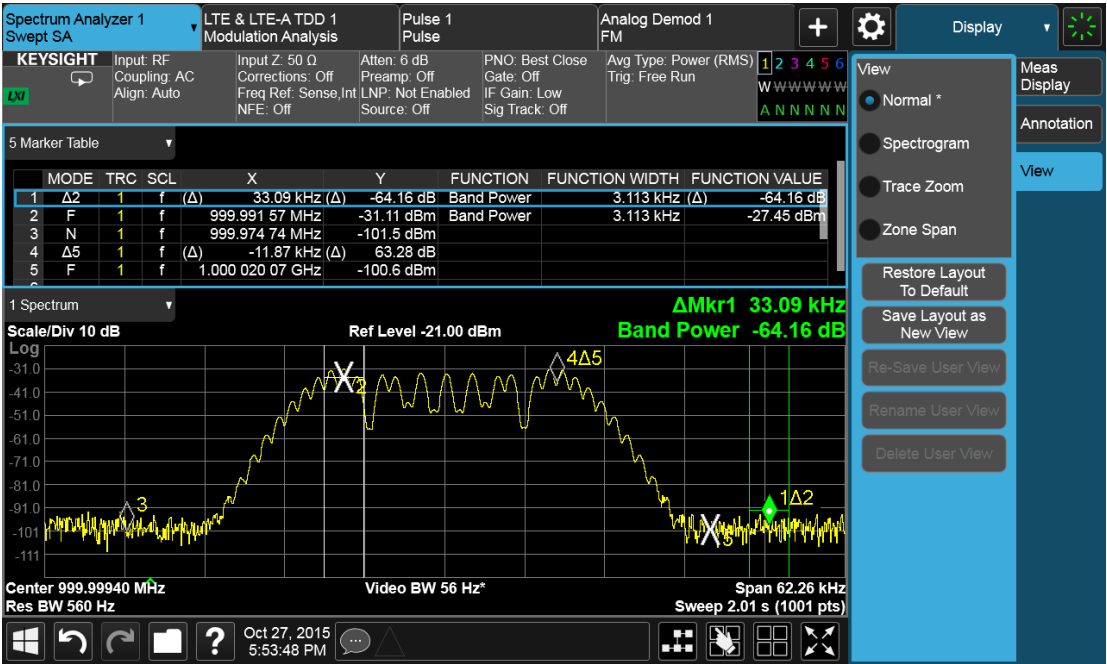 Spectrum Analyzer 1
Swept SA
LTE & LTE-A TDD 1
Modulation Analysis
Pulse 1
Pulse
Analog Demod 1
FM
+
Display
KEYSIGHT
LXI
Input: RF
Coupling: AC
Align: Auto
Input Z: 50 Ω
Corrections: Off
Freq Ref: Sense,Int
NFE: Off
Atten: 6 dB
Preamp: Off
LNP: Not Enabled
Source: Off
PNO: Best Close
Gate: Off
IF Gain: Low
Sig Track: Off
Avg Type: Power (RMS)
Trig: Free Run
1 2 3 4 5 6
W W W W W W
A N N N N N
View
Normal *
Spectrogram
Trace Zoom
Zone Span
Restore Layout
To Default
Save Layout as
New View
Re-Save User View
Rename User View
Delete User View
Meas
Display
Annotation
View
5 Marker Table
MODE TRC SCL X Y FUNCTION FUNCTION WIDTH FUNCTION VALUE
1 Δ2 1 f (Δ) 33.09 kHz (Δ) -64.16 dB Band Power 3.113 kHz (Δ) -64.16 dB
2 F 1 f 999.991 57 MHz -31.11 dBm Band Power 3.113 kHz -27.45 dBm
3 N 1 f 999.974 74 MHz -101.5 dBm
4 Δ5 1 f (Δ) -11.87 kHz (Δ) 63.28 dB
5 F 1 f 1.000 020 07 GHz -100.6 dBm
1 Spectrum
ΔMkr1 33.09 kHz
Scale/Div 10 dB
Ref Level -21.00 dBm
Band Power -64.16 dB
Log
-31.0
-41.0
-51.0
-61.0
-71.0
-81.0
-91.0
-101
-111
2
4Δ5
3
5
1Δ2
Center 999.99940 MHz
Video BW 56 Hz*
Span 62.26 kHz
Res BW 560 Hz
Sweep 2.01 s (1001 pts)
?
Oct 27, 2015
5:53:48 PM